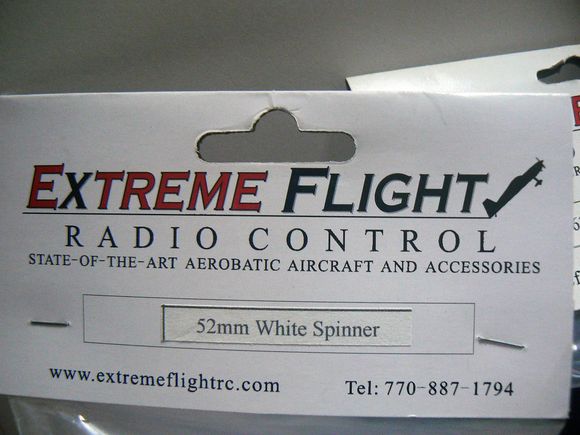 EXTREME FLIGHT
RADIO CONTROL
STATE-OF-THE-ART AEROBATIC AIRCRAFT AND ACCESSORIES
52mm White Spinner
www.extremeflightrc.com
Tel: 770-887-1794